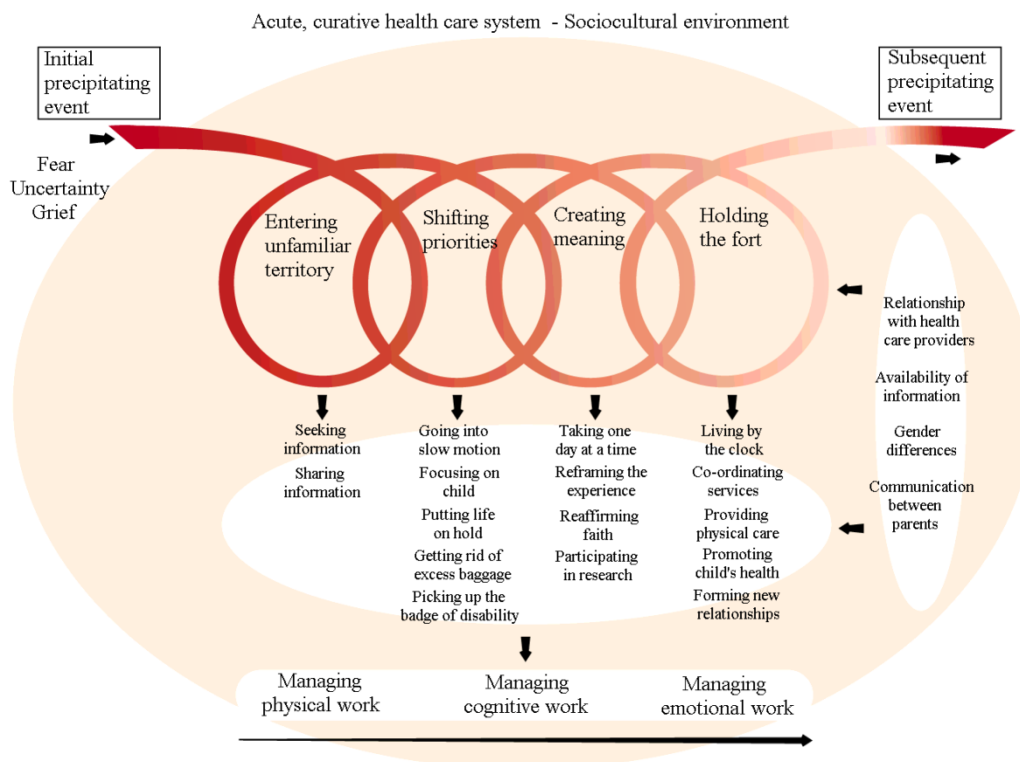 Acute, curative health care system - Sociocultural environment
Initial
precipitating
event
Subsequent
precipitating
event
Fear
Uncertainty
Grief
Entering
unfamiliar
territory
Shifting
priorities
Creating
meaning
Holding
the fort
Relationship
with health
care providers
Availability of
information
Gender
differences
Communication
between
parents
Seeking
information
Sharing
information
Going into
slow motion
Focusing on
child
Putting life
on hold
Getting rid of
excess baggage
Picking up the
badge of disability
Taking one
day at a time
Reframing the
experience
Reaffirming
faith
Participating
in research
Living by
the clock
Co-ordinating
services
Providing
physical care
Promoting
child's health
Forming new
relationships
Managing
physical work
Managing
cognitive work
Managing
emotional work